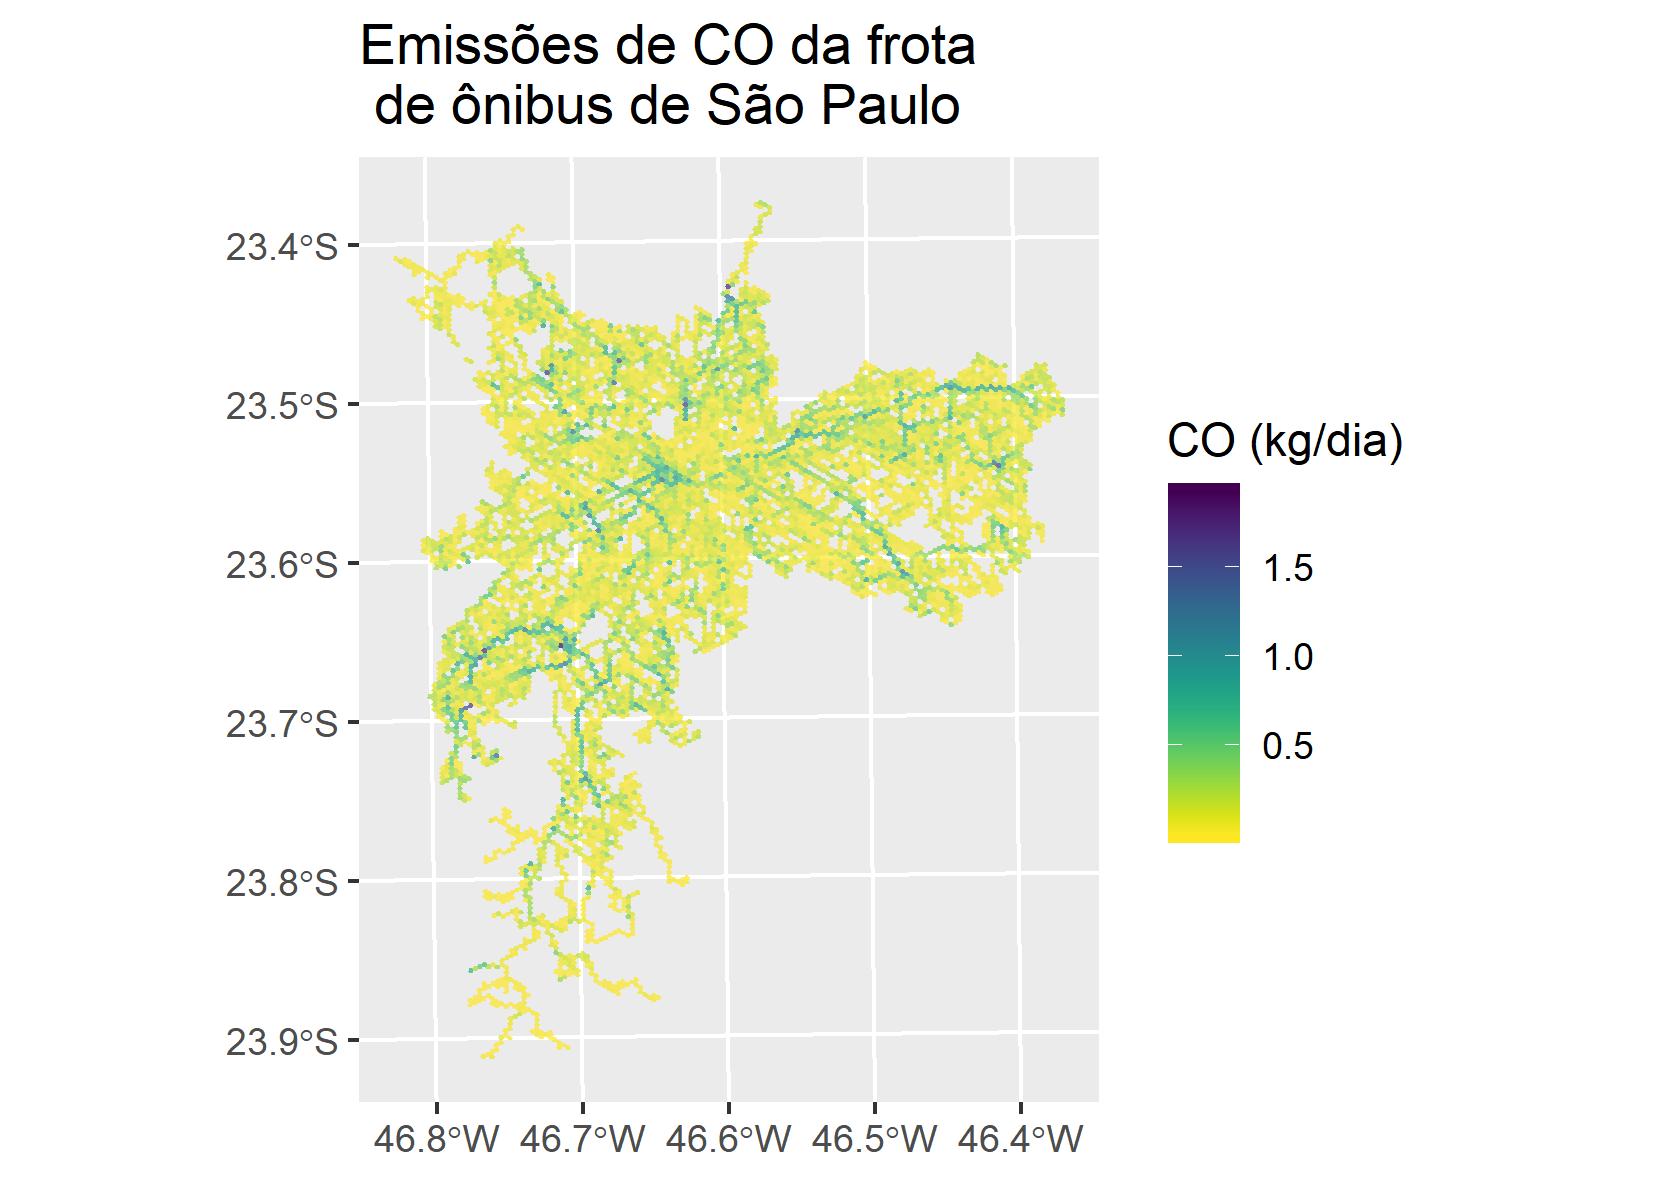 Emissões de CO da frota
de ônibus de São Paulo
23.4°S
23.5°S
23.6°S
23.7°S
23.8°S
23.9°S
46.8°W 46.7°W 46.6°W 46.5°W 46.4°W
CO (kg/dia)
1.5
1.0
0.5